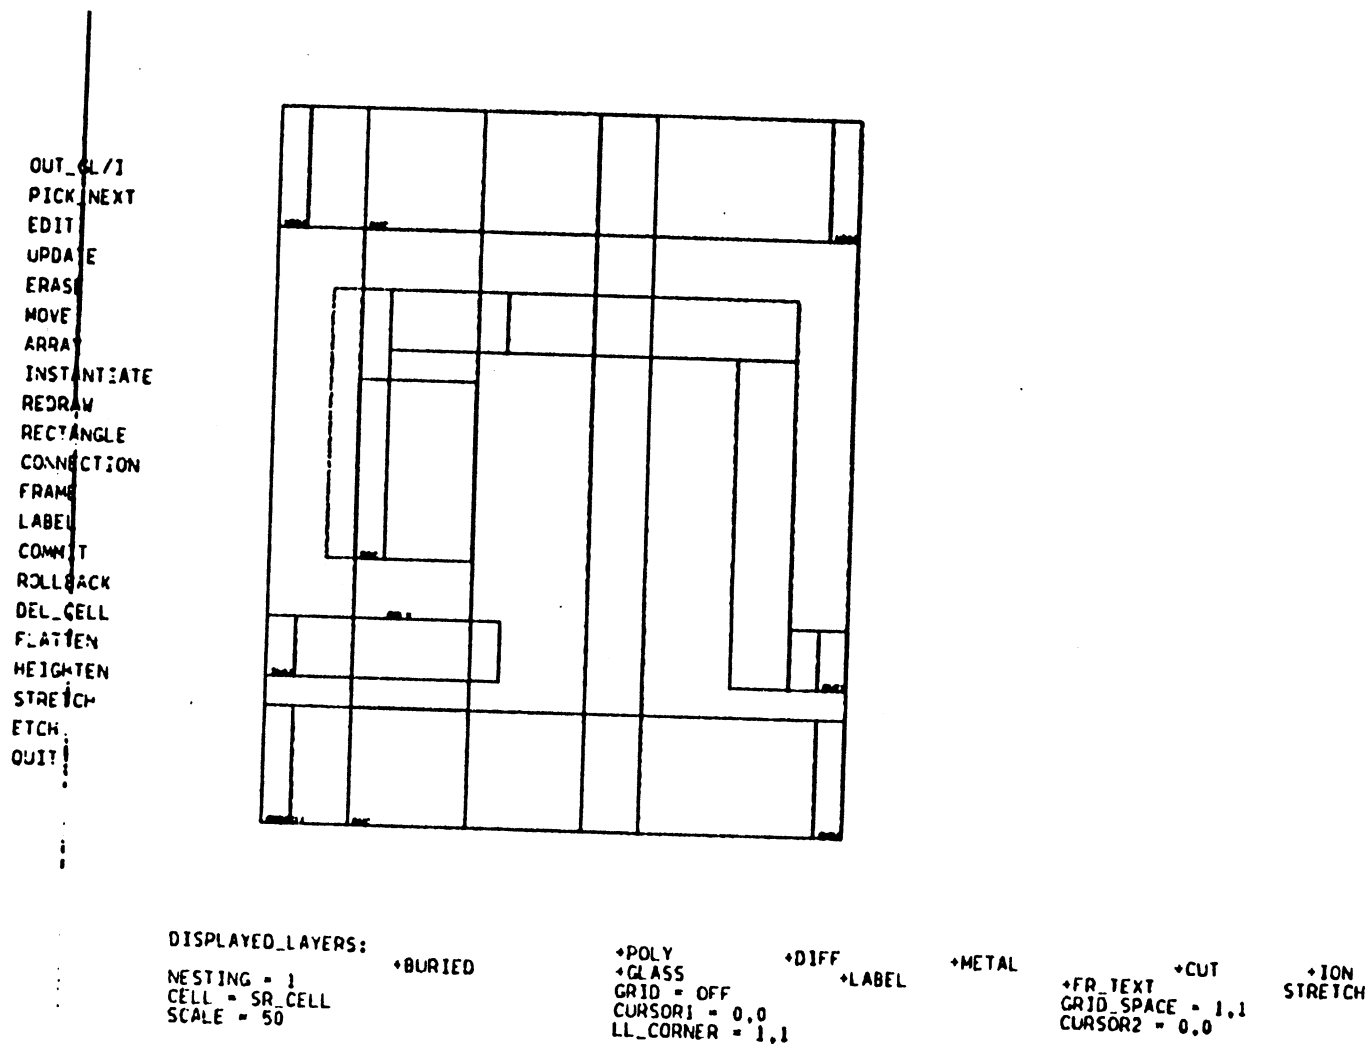 OUT_GL/I
PICK_NEXT
EDIT
UPDATE
ERASE
MOVE
ARRAY
INSTANTIATE
REDRAW
RECTANGLE
CONNECTION
FRAME
LABEL
COMMIT
ROLLBACK
DEL_CELL
FLATTEN
HEIGHTEN
STRETCH
ETCH
QUIT
DISPLAYED_LAYERS:
+BURIED +POLY +DIFF +METAL +CUT +ION
+GLASS +LABEL +FR_TEXT STRETCH
NESTING = 1 GRID = OFF GRID_SPACE = 1,1
CELL = SR_CELL CURSOR1 = 0,0 CURSOR2 = 0,0
SCALE = 50 LL_CORNER = 1,1